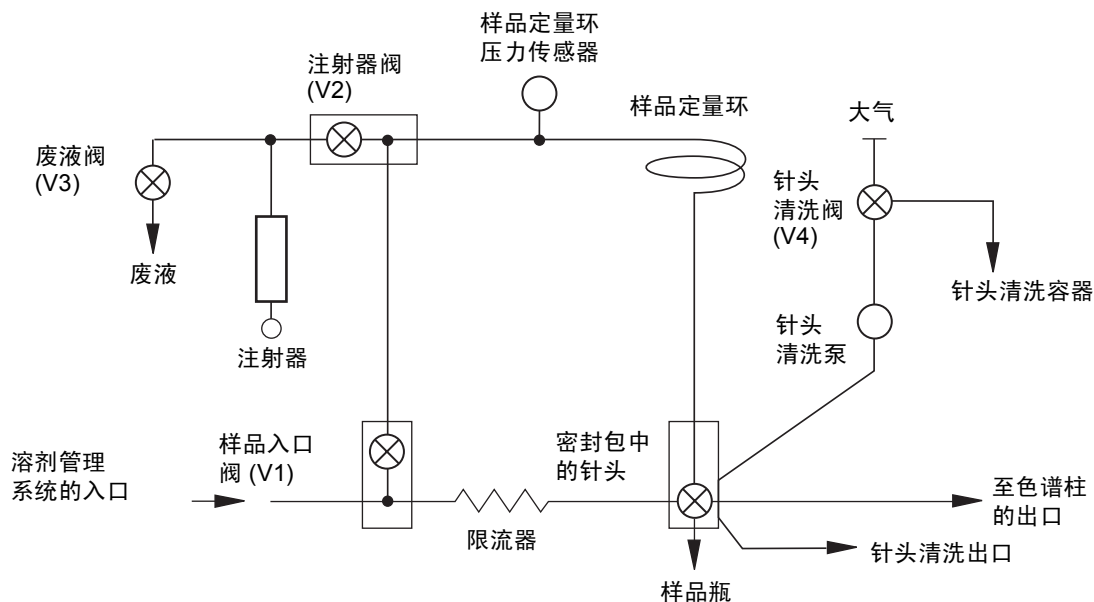 样品定量环
压力传感器
注射器阀
(V2)
样品定量环
大气
废液阀
(V3)
针头
清洗阀
(V4)
废液
针头清洗容器
针头
清洗泵
注射器
样品入口
阀 (V1)
密封包中
的针头
溶剂管理
系统的入口
至色谱柱
的出口
限流器
针头清洗出口
样品瓶